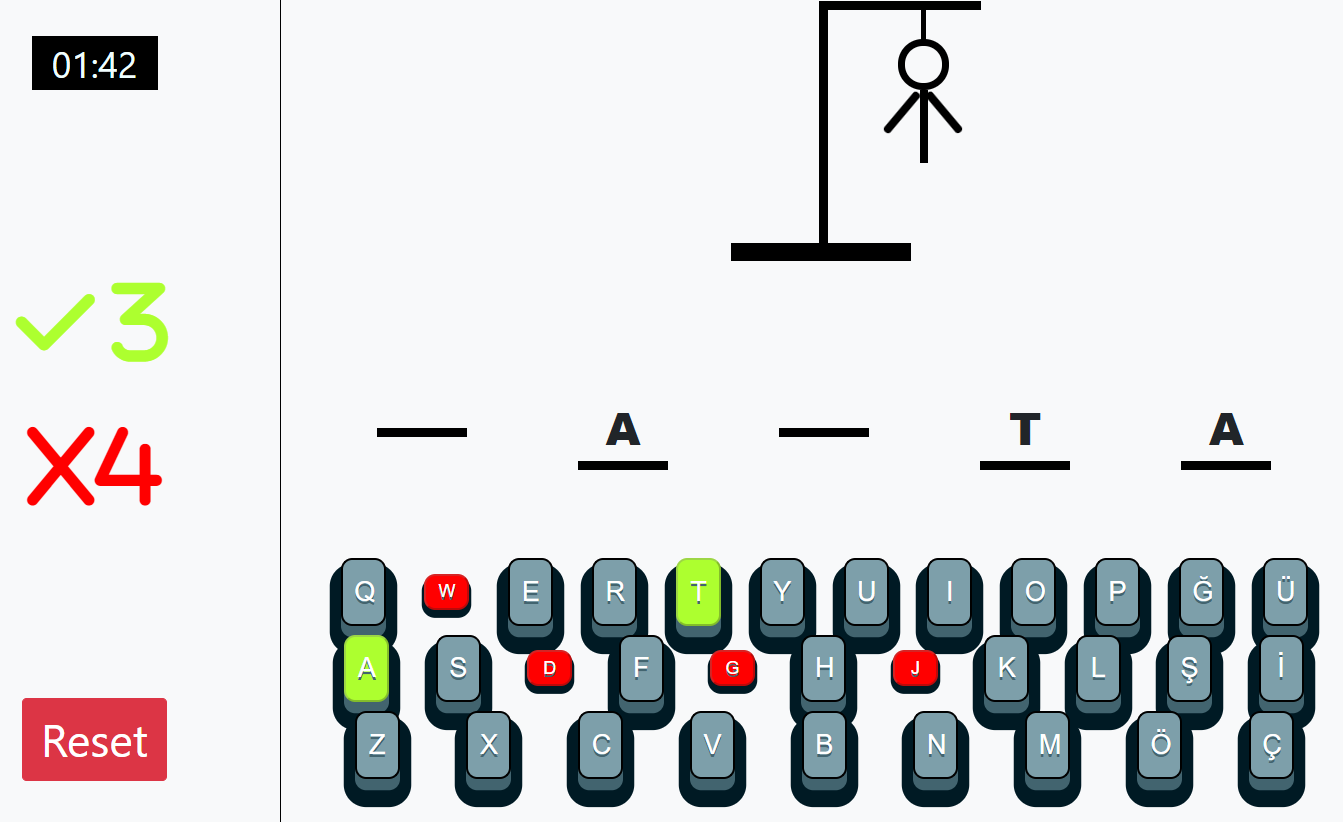 01:42
3
X4
A T A
Q W E R T Y U I O P Ğ Ü
A S D F G H J K L Ş İ
Z X C V B N M Ö Ç
Reset